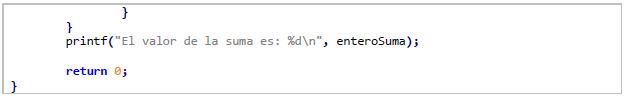 }
}
printf("El valor de la suma es: %d\n", enteroSuma);
return 0;
}